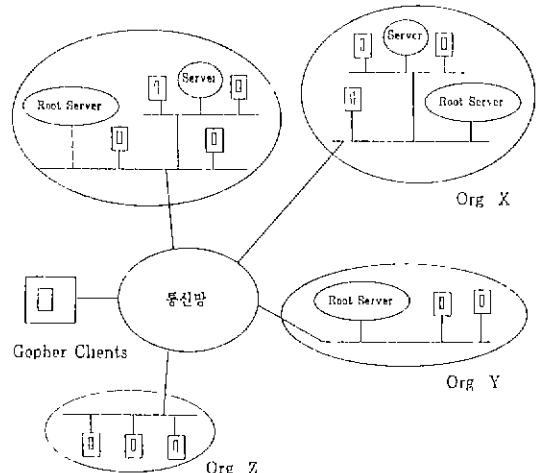 Server
Root Server
Server
Root Server
Org X
통신망
Gopher Clients
Root Server
Org Y
Org Z